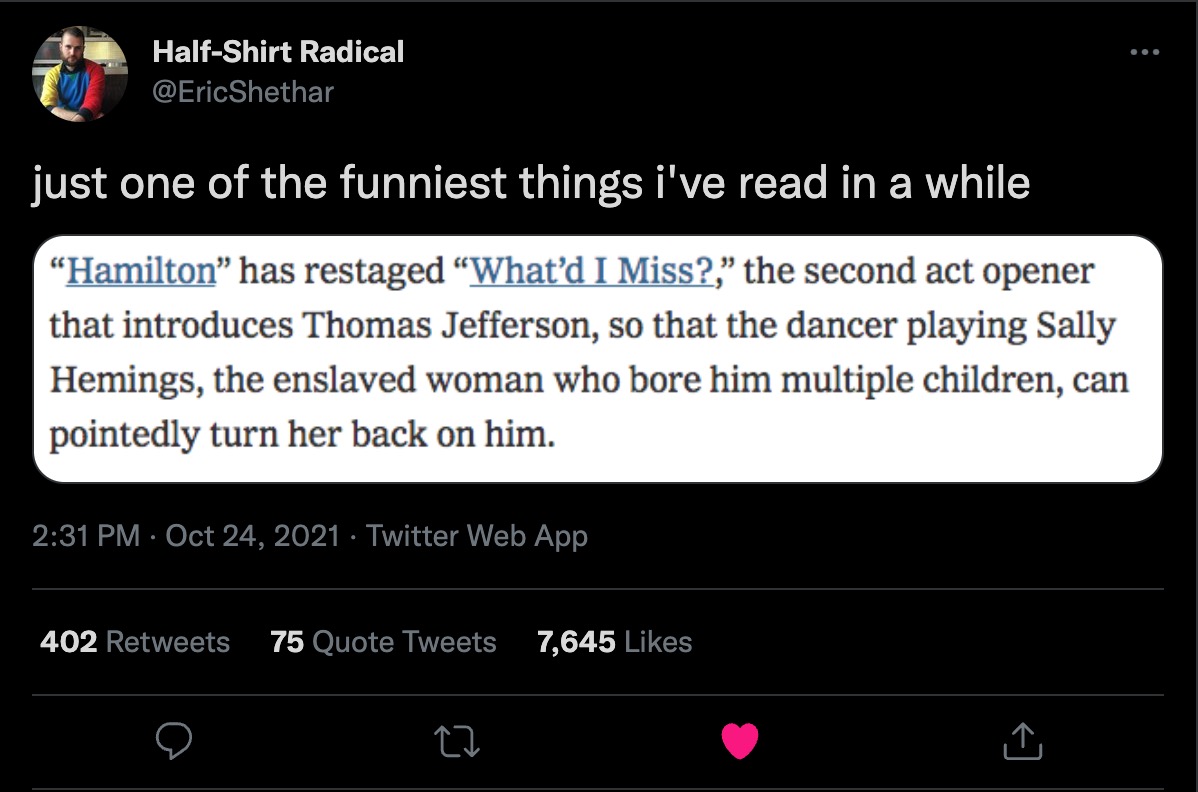 Half-Shirt Radical
@EricShethar
just one of the funniest things i've read in a while
“Hamilton” has restaged “What’d I Miss?,” the second act opener
that introduces Thomas Jefferson, so that the dancer playing Sally
Hemings, the enslaved woman who bore him multiple children, can
pointedly turn her back on him.
2:31 PM · Oct 24, 2021 · Twitter Web App
402 Retweets 75 Quote Tweets 7,645 Likes